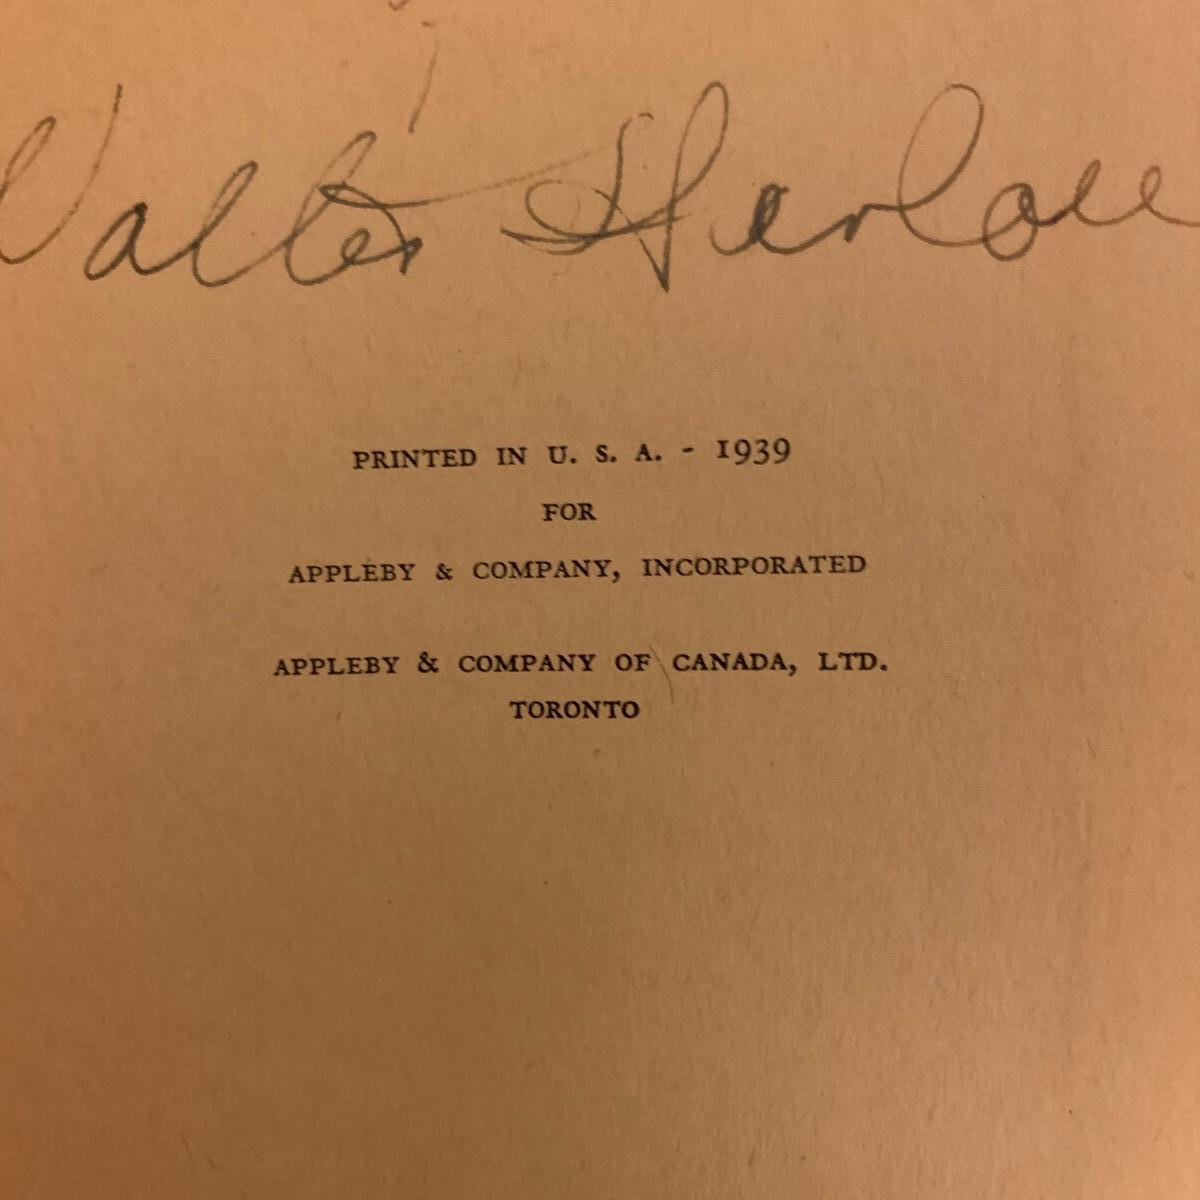 Walter Harlow
PRINTED IN U. S. A. - 1939
FOR
APPLEBY & COMPANY, INCORPORATED
APPLEBY & COMPANY OF CANADA, LTD.
TORONTO